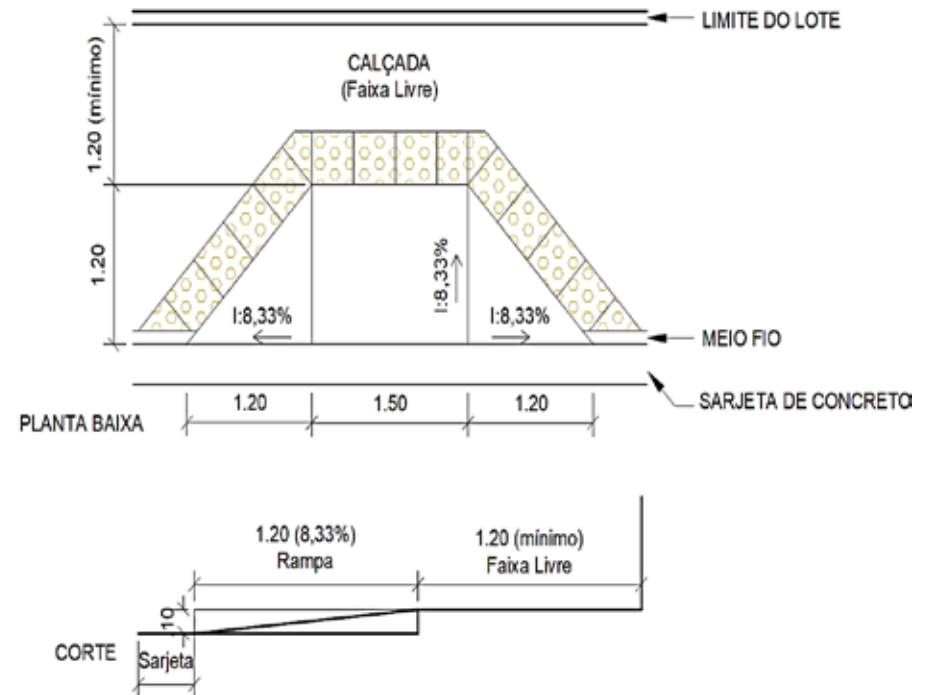 LIMITE DO LOTE
1.20 (mínimo)
CALÇADA
(Faixa Livre)
1.20
I:8,33%
I:8,33%
I:8,33%
MEIO FIO
SARJETA DE CONCRETO
1.20
1.50
1.20
PLANTA BAIXA
1.20 (8,33%)
Rampa
1.20 (mínimo)
Faixa Livre
.10
CORTE
Sarjeta